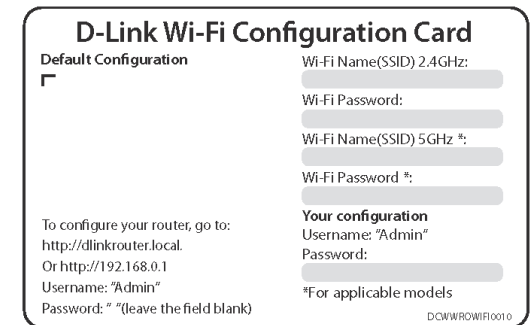 D-Link Wi-Fi Configuration Card
Default Configuration
To configure your router, go to:
http://dlinkrouter.local.
Or http://192.168.0.1
Username: "Admin"
Password: " "(leave the field blank)
Wi-Fi Name(SSID) 2.4GHz:
Wi-Fi Password:
Wi-Fi Name(SSID) 5GHz *:
Wi-Fi Password *:
Your configuration
Username: "Admin"
Password:
*For applicable models
DCWWROWIFI0010